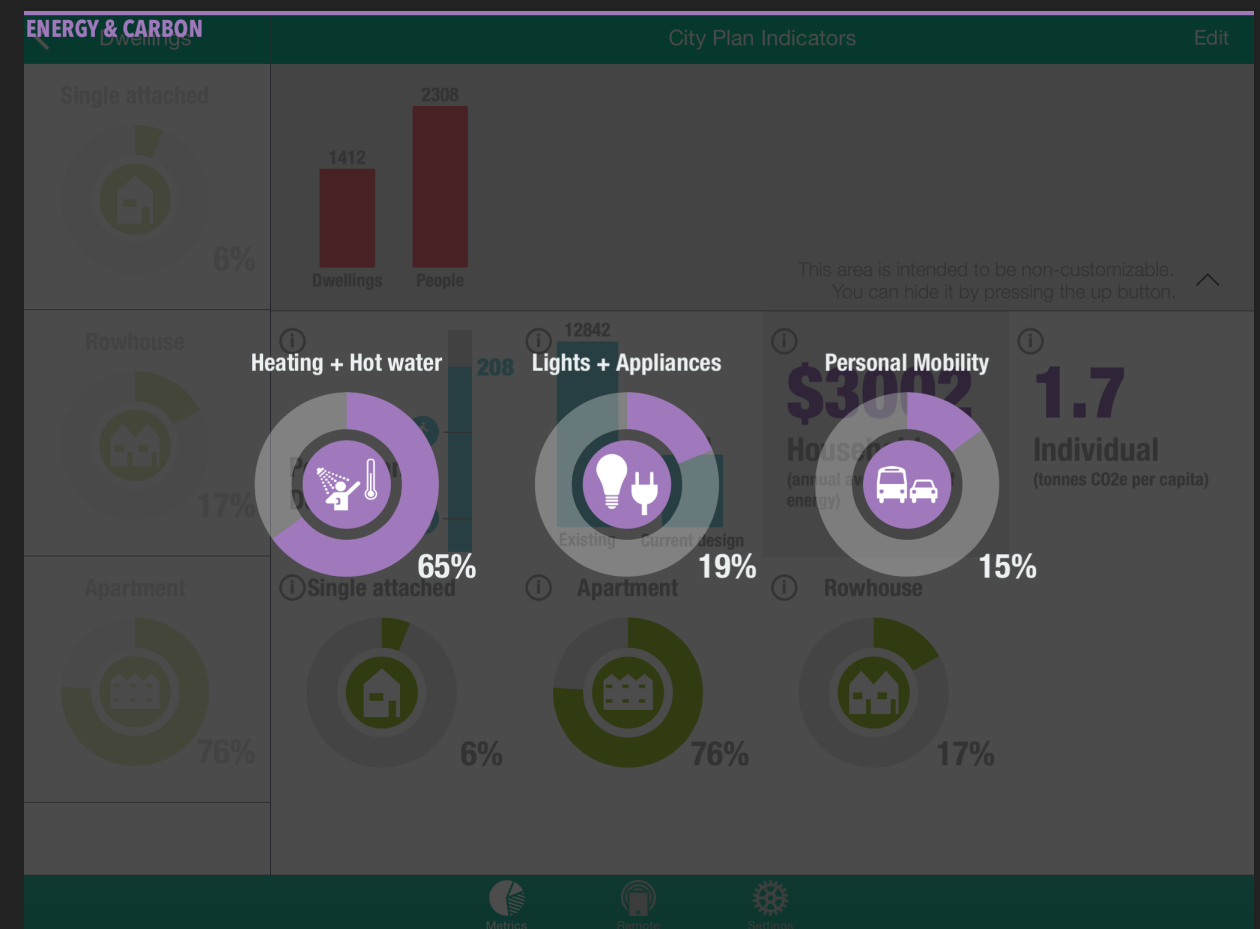 ENERGY & CARBON
Dwellings
City Plan Indicators
Edit
Single attached
6%
Rowhouse
17%
Apartment
76%
2308
1412
Dwellings
People
This area is intended to be non-customizable.
You can hide it by pressing the up button.
Heating + Hot water
65%
208
Lights + Appliances
19%
12842
Existing
Current design
Personal Mobility
15%
$3002
Household
(annual
energy)
1.7
Individual
(tonnes CO2e per capita)
Single attached
6%
Apartment
76%
Rowhouse
17%
Metrics
Remote
Settings